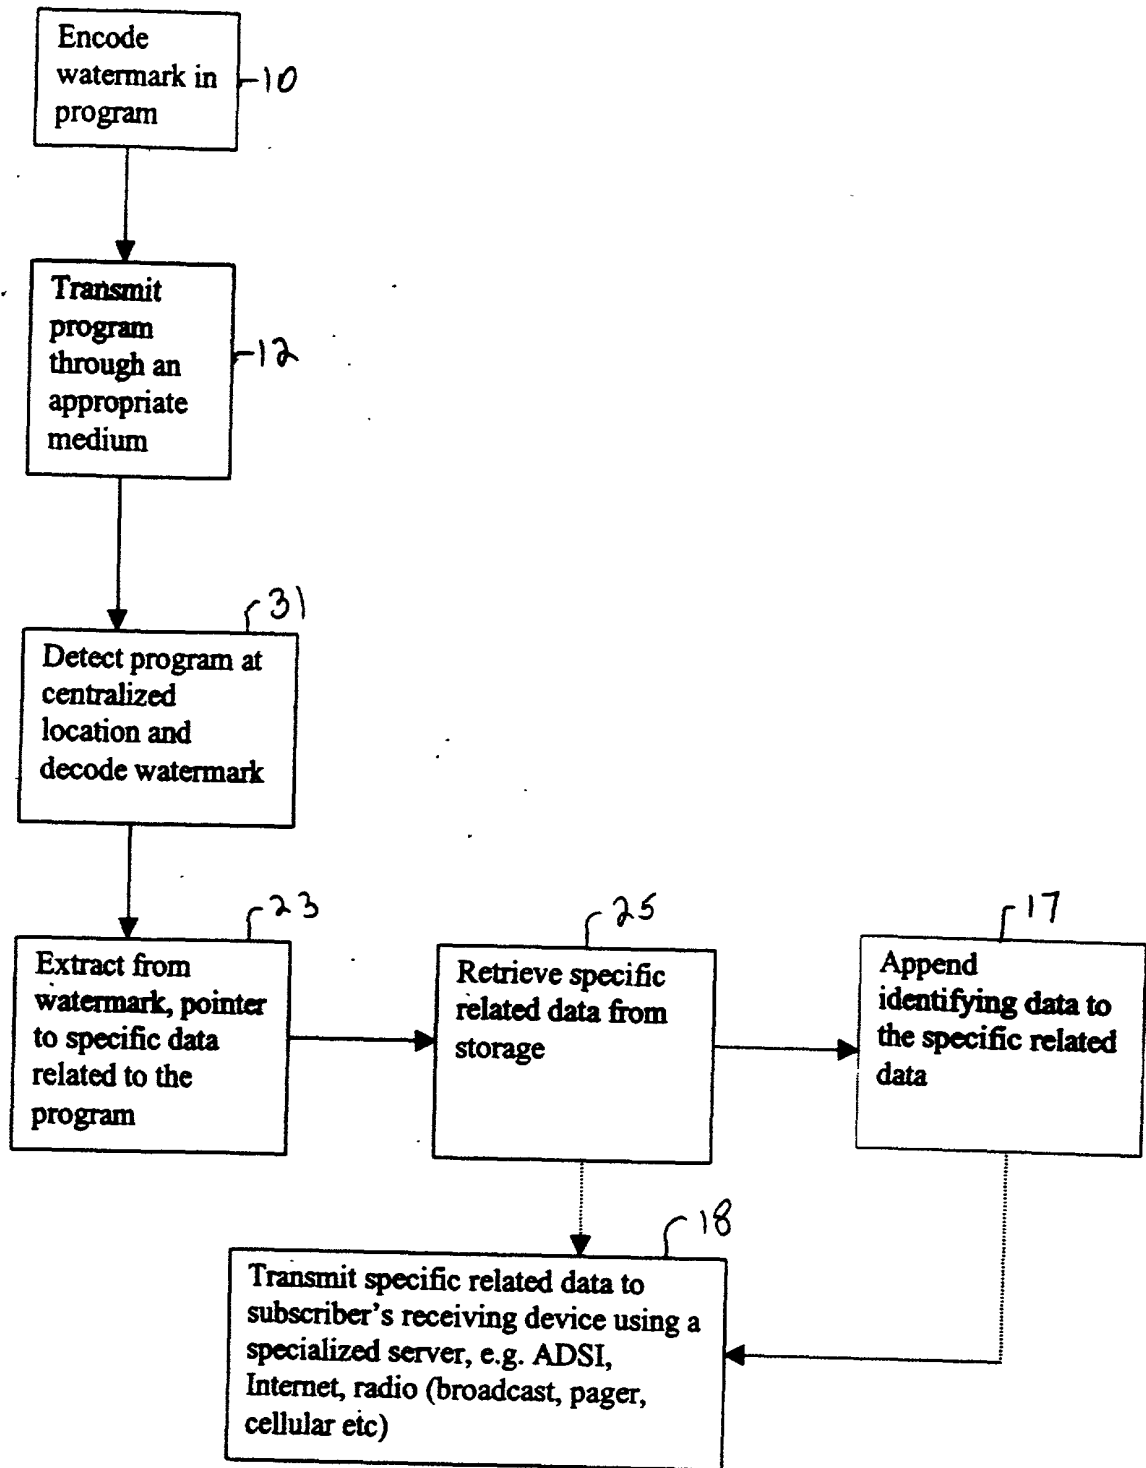 Encode
watermark in
program
10
Transmit
program
through an
appropriate
medium
12
31
Detect program at
centralized
location and
decode watermark
23
Extract from
watermark, pointer
to specific data
related to the
program
25
Retrieve specific
related data from
storage
17
Append
identifying data to
the specific related
data
18
Transmit specific related data to
subscriber's receiving device using a
specialized server, e.g. ADSI,
Internet, radio (broadcast, pager,
cellular etc)